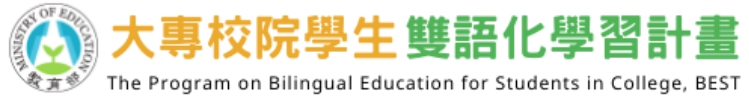 MINISTRY OF EDUCATION
教育部
大專校院學生雙語化學習計畫
The Program on Bilingual Education for Students in College, BEST